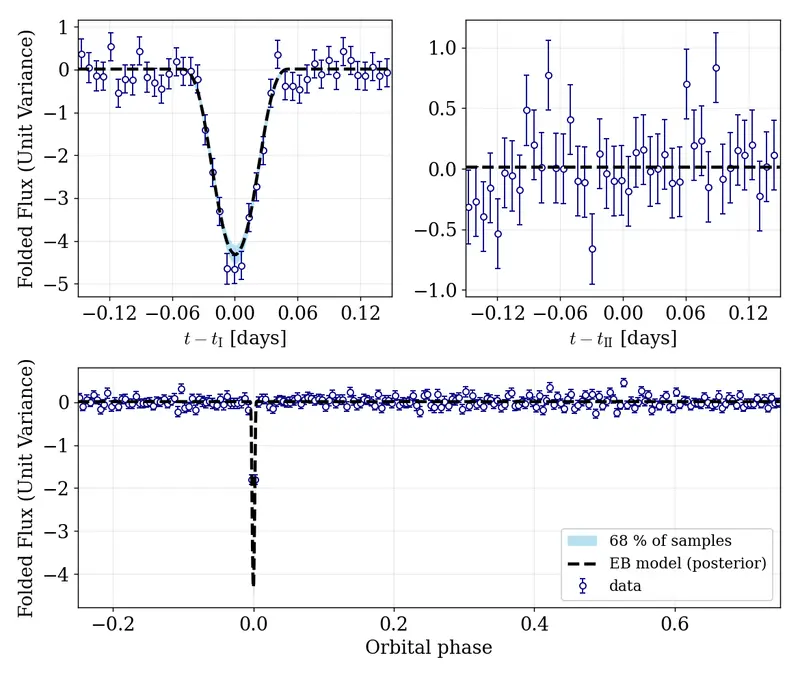 Folded Flux (Unit Variance)
1
0
−1
−2
−3
−4
−5
−0.12 −0.06 0.00 0.06 0.12
t − t_I [days]
1.0
0.5
0.0
−0.5
−1.0
−0.12 −0.06 0.00 0.06 0.12
t − t_II [days]
Folded Flux (Unit Variance)
0
−1
−2
−3
−4
−0.2 0.0 0.2 0.4 0.6
Orbital phase
68 % of samples
EB model (posterior)
data